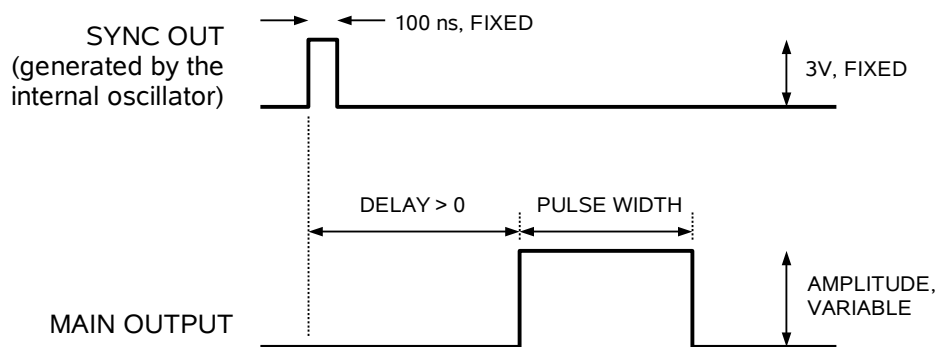 100 ns, FIXED
SYNC OUT
(generated by the
internal oscillator)
3V, FIXED
DELAY > 0
PULSE WIDTH
AMPLITUDE,
VARIABLE
MAIN OUTPUT